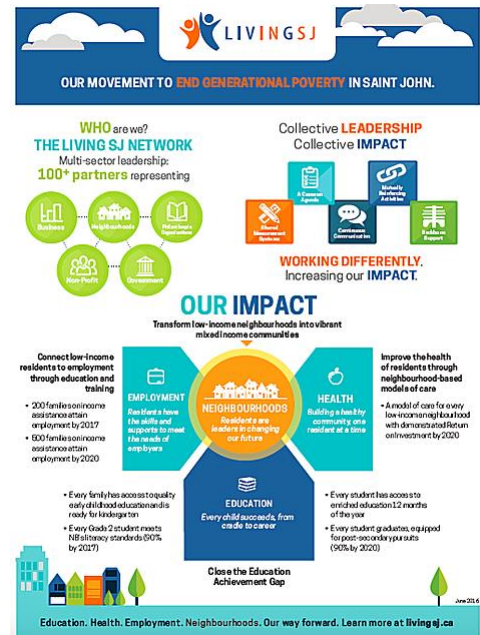 LIVINGSJ
OUR MOVEMENT TO END GENERATIONAL POVERTY IN SAINT JOHN.
WHO are we?
THE LIVING SJ NETWORK
Multi-sector leadership:
100+ partners representing
Business
Neighbourhoods
Non-Profit
Government
Collective LEADERSHIP
Collective IMPACT
A Common
Agenda
Mutually
Reinforcing
Activities
Shared
Measurement
Systems
Continuous
Communication
Backbone
Support
WORKING DIFFERENTLY.
Increasing our IMPACT.
OUR IMPACT
Transform low-income neighbourhoods into vibrant
mixed income communities
Connect low-income
residents to employment
through education and
training
• 200 families on income
assistance attain
employment by 2017
• 500 families on income
assistance attain
employment by 2020
EMPLOYMENT
Residents have
the skills and
supports to meet
the needs of
employers
NEIGHBOURHOODS
Residents are
leaders in changing
our future
HEALTH
Building a healthy
community, one
resident at a time
Improve the health
of residents through
neighbourhood-based
models of care
• A model of care for every
low-income neighbourhood
with demonstrated Return
on Investment by 2020
EDUCATION
Every child succeeds, from
cradle to career
• Every family has access to quality
early childhood education and is
ready for kindergarten
• Every Grade 2 student meets
NB's literacy standards (90%
by 2017)
• Every student has access to
enriched education 12 months
of the year
• Every student graduates, equipped
for post-secondary pursuits
(90% by 2020)
Close the Education
Achievement Gap
June 2016
Education. Health. Employment. Neighbourhoods. Our way forward. Learn more at livingsj.ca